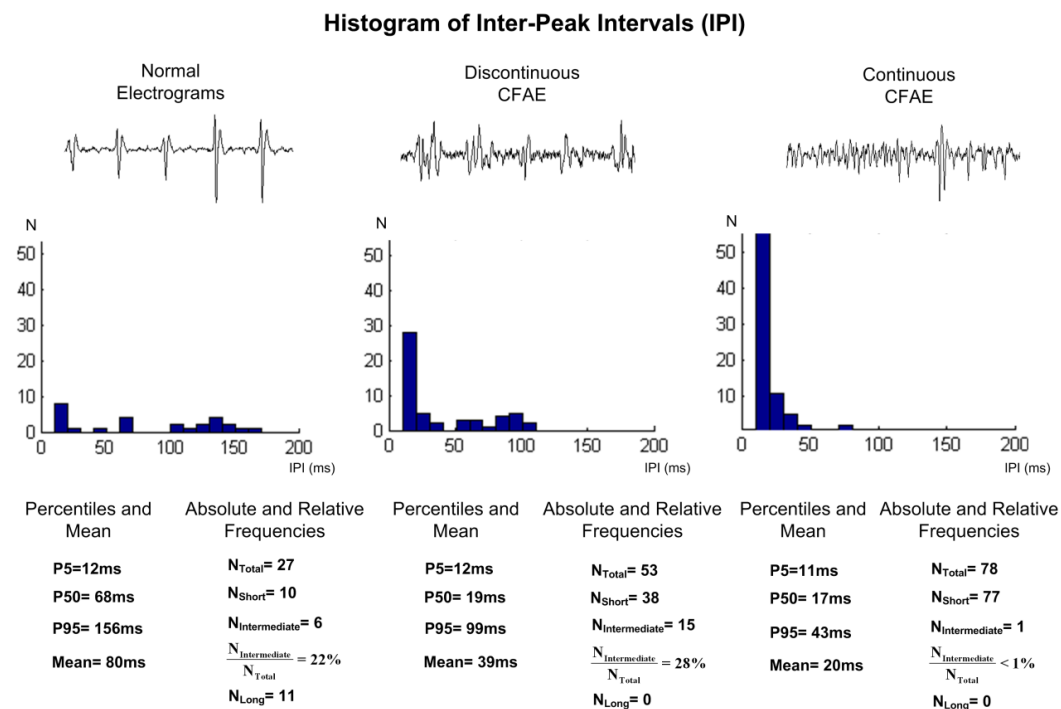 Histogram of Inter-Peak Intervals (IPI)
Normal
Electrograms
Discontinuous
CFAE
Continuous
CFAE
N
50
40
30
20
10
0
0 50 100 150 200
IPI (ms)
N
50
40
30
20
10
0
0 50 100 150 200
IPI (ms)
N
50
40
30
20
10
0
0 50 100 150 200
IPI (ms)
Percentiles and
Mean
P5=12ms
P50= 68ms
P95= 156ms
Mean= 80ms
Absolute and Relative
Frequencies
NTotal= 27
NShort= 10
NIntermediate= 6
NIntermediate
NTotal
= 22%
NLong= 11
Percentiles and
Mean
P5=12ms
P50= 19ms
P95= 99ms
Mean= 39ms
Absolute and Relative
Frequencies
NTotal= 53
NShort= 38
NIntermediate= 15
NIntermediate
NTotal
= 28%
NLong= 0
Percentiles and
Mean
P5=11ms
P50= 17ms
P95= 43ms
Mean= 20ms
Absolute and Relative
Frequencies
NTotal= 78
NShort= 77
NIntermediate= 1
NIntermediate
NTotal
< 1%
NLong= 0